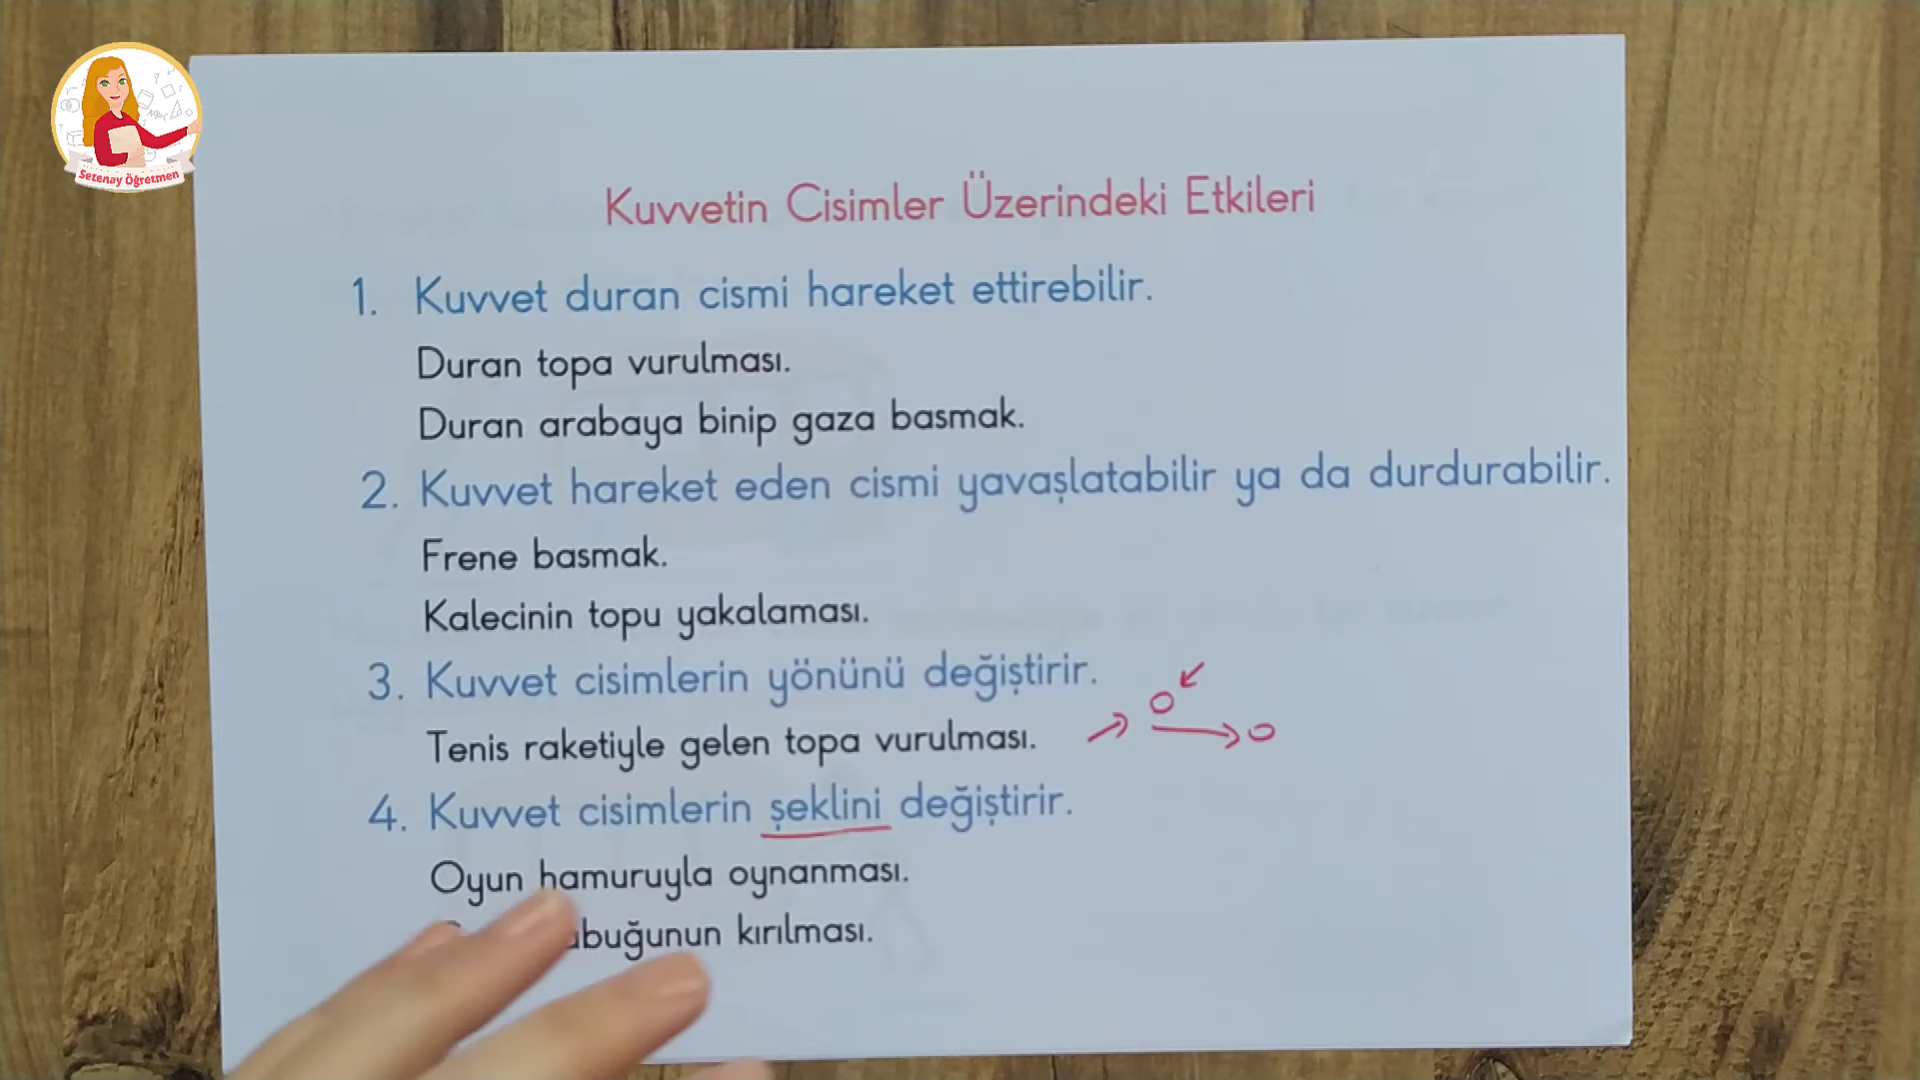 Setenay Öğretmen
Kuvvetin Cisimler Üzerindeki Etkileri
1. Kuvvet duran cismi hareket ettirebilir.
Duran topa vurulması.
Duran arabaya binip gaza basmak.
2. Kuvvet hareket eden cismi yavaşlatabilir ya da durdurabilir.
Frene basmak.
Kalecinin topu yakalaması.
3. Kuvvet cisimlerin yönünü değiştirir.
Tenis raketiyle gelen topa vurulması.
4. Kuvvet cisimlerin şeklini değiştirir.
Oyun hamuruyla oynanması.
kırılması.